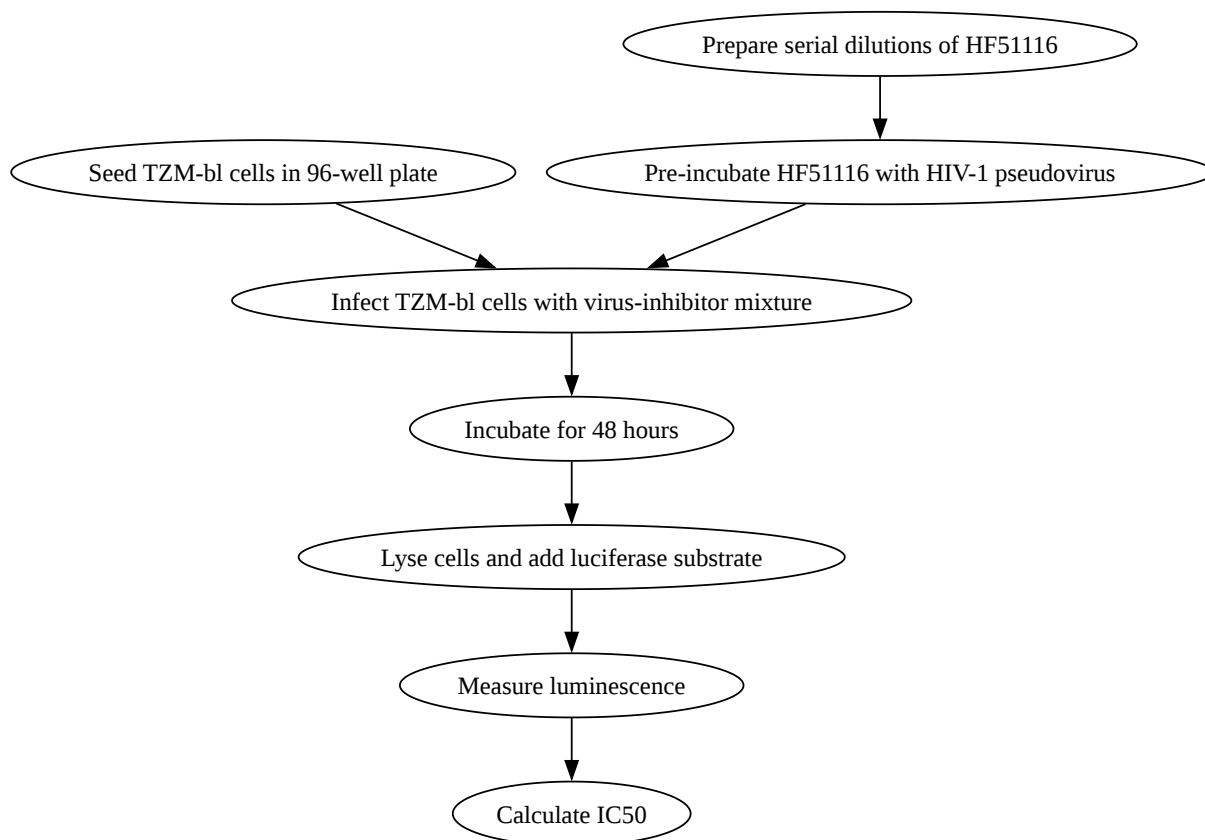 Prepare serial dilutions of HF51116
Seed TZM-bl cells in 96-well plate
Pre-incubate HF51116 with HIV-1 pseudovirus
Infect TZM-bl cells with virus-inhibitor mixture
Incubate for 48 hours
Lyse cells and add luciferase substrate
Measure luminescence
Calculate IC50